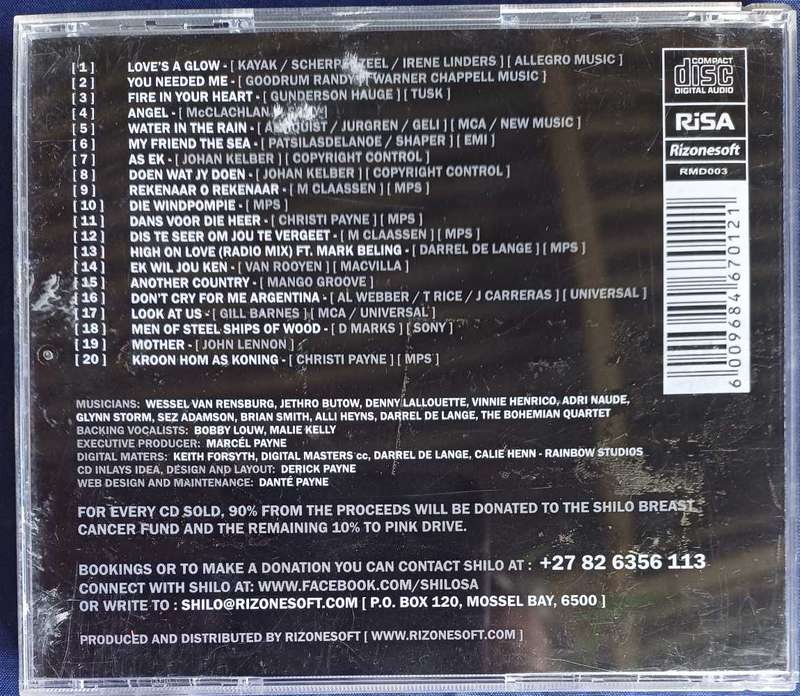 [ 1 ] LOVE'S A GLOW - [ KAYAK / SCHERPENZEEL / IRENE LINDERS ] [ ALLEGRO MUSIC ]
[ 2 ] YOU NEEDED ME - [ GOODRUM RANDY ] [ WARNER CHAPPELL MUSIC ]
[ 3 ] FIRE IN YOUR HEART - [ GUNDERSON HAUGE ] [ TUSK ]
[ 4 ] ANGEL - [ McCLACHLAN ]
[ 5 ] WATER IN THE RAIN - [ / JURGREN / GELI ] [ MCA / NEW MUSIC ]
[ 6 ] MY FRIEND THE SEA - [ PATSILASDELANOE / SHAPER ] [ EMI ]
[ 7 ] AS EK - [ JOHAN KELBER ] [ COPYRIGHT CONTROL ]
[ 8 ] DOEN WAT JY DOEN - [ JOHAN KELBER ] [ COPYRIGHT CONTROL ]
[ 9 ] REKENAAR O REKENAAR - [ M CLAASSEN ] [ MPS ]
[ 10 ] DIE WINDPOMPIE - [ MPS ]
[ 11 ] DANS VOOR DIE HEER - [ CHRISTI PAYNE ] [ MPS ]
[ 12 ] DIS TE SEER OM JOU TE VERGEET - [ M CLAASSEN ] [ MPS ]
[ 13 ] HIGH ON LOVE (RADIO MIX) FT. MARK BELING - [ DARREL DE LANGE ] [ MPS ]
[ 14 ] EK WIL JOU KEN - [ VAN ROOYEN ] [ MACVILLA ]
[ 15 ] ANOTHER COUNTRY - [ MANGO GROOVE ]
[ 16 ] DON'T CRY FOR ME ARGENTINA - [ AL WEBBER / T RICE / J CARRERAS ] [ UNIVERSAL ]
[ 17 ] LOOK AT US - [ GILL BARNES ] [ MCA / UNIVERSAL ]
[ 18 ] MEN OF STEEL SHIPS OF WOOD - [ D MARKS ] [ SONY ]
[ 19 ] MOTHER - [ JOHN LENNON ]
[ 20 ] KROON HOM AS KONING - [ CHRISTI PAYNE ] [ MPS ]
COMPACT
disc
DIGITAL AUDIO
RiSA
Rizonesoft
RMD003
6 009684 670121
MUSICIANS: WESSEL VAN RENSBURG, JETHRO BUTOW, DENNY LALLOUETTE, VINNIE HENRICO, ADRI NAUDE,
GLYNN STORM, SEZ ADAMSON, BRIAN SMITH, ALLI HEYNS, DARREL DE LANGE, THE BOHEMIAN QUARTET
BACKING VOCALISTS: BOBBY LOUW, MALIE KELLY
EXECUTIVE PRODUCER: MARCÉL PAYNE
DIGITAL MATERS: KEITH FORSYTH, DIGITAL MASTERS cc, DARREL DE LANGE, CALIE HENN - RAINBOW STUDIOS
CD INLAYS IDEA, DESIGN AND LAYOUT: DERICK PAYNE
WEB DESIGN AND MAINTENANCE: DANTÉ PAYNE
FOR EVERY CD SOLD, 90% FROM THE PROCEEDS WILL BE DONATED TO THE SHILO BREAST
CANCER FUND AND THE REMAINING 10% TO PINK DRIVE.
BOOKINGS OR TO MAKE A DONATION YOU CAN CONTACT SHILO AT : +27 82 6356 113
CONNECT WITH SHILO AT: WWW.FACEBOOK.COM/SHILOSA
OR WRITE TO : SHILO@RIZONESOFT.COM [ P.O. BOX 120, MOSSEL BAY, 6500 ]
PRODUCED AND DISTRIBUTED BY RIZONESOFT [ WWW.RIZONESOFT.COM ]